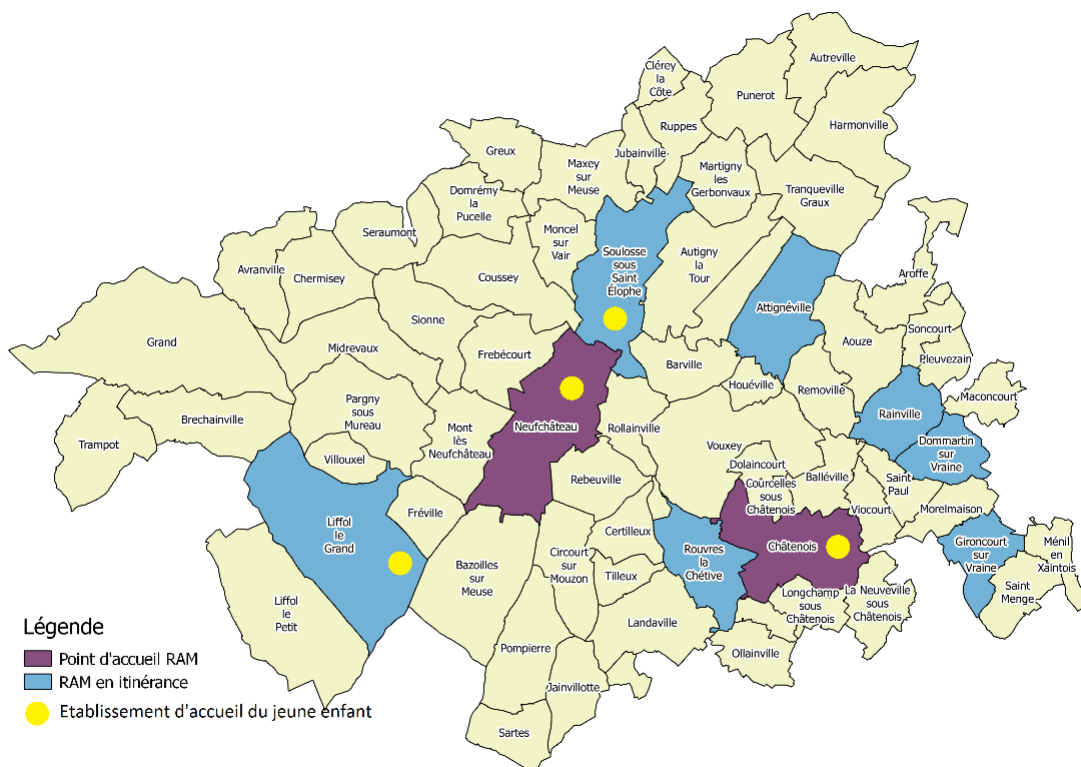 Autreville
Clérey
la
Côte
Punerot
Harmonville
Ruppes
Jubainville
Greux
Maxey
sur
Meuse
Martigny
les
Gerbonvaux
Tranqueville
Graux
Domrémy
la
Pucelle
Seraumont
Moncel
sur
Vair
Soulosse
sous
Saint
Élophe
Autigny
la
Tour
Aroffe
Avranville
Chermisey
Coussey
Attignéville
Sionne
Soncourt
Aouze
Grand
Midrevaux
Frebécourt
Pleuvezain
Barville
Houéville
Removille
Maconcourt
Brechainville
Pargny
sous
Mureau
Rainville
Trampot
Mont
lès
Neufchâteau
Neufchâteau
Rollainville
Vouxey
Dommartin
sur
Vraine
Villouxel
Dolaincourt
Courcelles
sous
Châtenois
Balléville
Saint
Paul
Rebeuville
Viocourt
Morelmaison
Fréville
Liffol
le
Grand
Certilleux
Châtenois
Gironcourt
sur
Vraine
Ménil
en
Xaintois
Rouvres
la
Chétive
Bazoilles
sur
Meuse
Circourt
sur
Mouzon
Tilleux
Saint
Menge
Longchamp
sous
Châtenois
La Neuveville
sous
Châtenois
Liffol
le
Petit
Landaville
Pompierre
Ollainville
Jainvillotte
Sartes
Légende
Point d'accueil RAM
RAM en itinérance
Etablissement d'accueil du jeune enfant